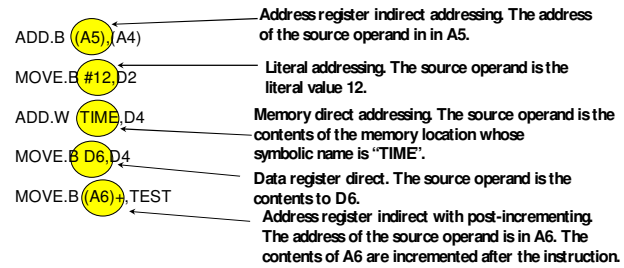 ADD.B (A5),(A4)
Address register indirect addressing. The address
of the source operand in in A5.
MOVE.B #12,D2
Literal addressing. The source operand is the
literal value 12.
ADD.W TIME,D4
Memory direct addressing. The source operand is the
contents of the memory location whose
symbolic name is “TIME”.
MOVE.B D6,D4
Data register direct. The source operand is the
contents to D6.
MOVE.B (A6)+,TEST
Address register indirect with post-incrementing.
The address of the source operand is in A6. The
contents of A6 are incremented after the instruction.